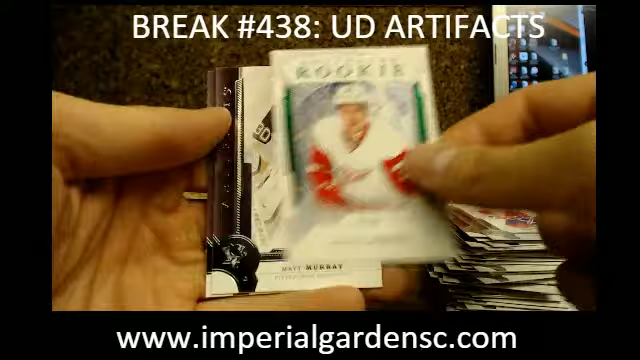 BREAK #438: UD ARTIFACTS
ROOKIE
MATT MURRAY
www.imperialgardensc.com